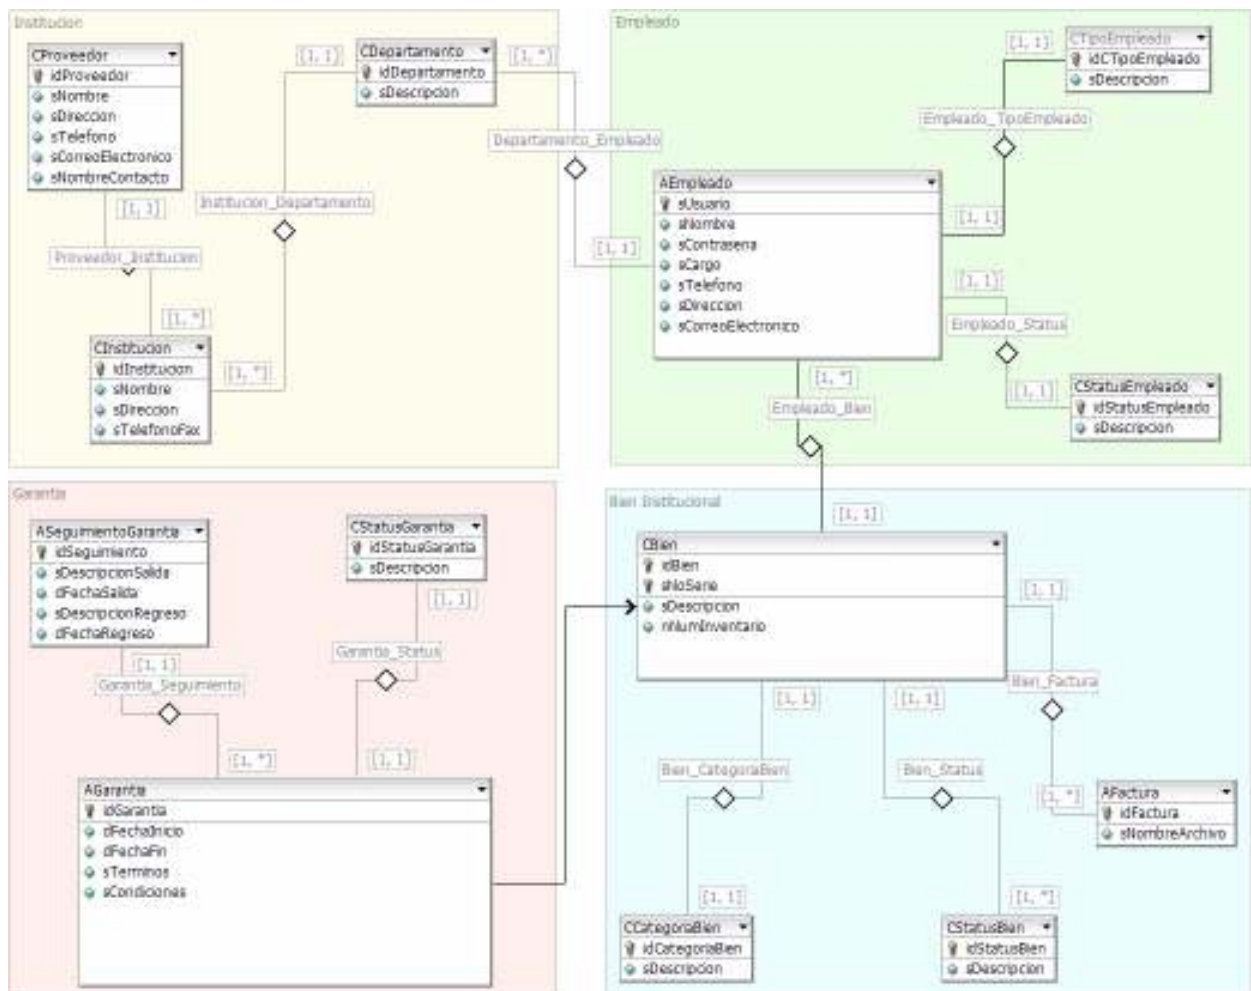 Institucion
CProveedor
idProveedor
sNombre
sDireccion
sTelefono
sCorreoElectronico
sNombreContacto
[1, 1]
Proveedor_Institucion
[1, *]
CInstitucion
idInstitucion
sNombre
sDireccion
sTelefonoFax
[1, *]
Institucion_Departamento
[1, 1]
CDepartamento
idDepartamento
sDescripcion
[1, *]
Departamento_Empleado
[1, 1]
Empleado
CTipoEmpleado
idCTipoEmpleado
sDescripcion
[1, 1]
Empleado_TipoEmpleado
[1, 1]
AEmpleado
sUsuario
sNombre
sContrasena
sCargo
sTelefono
sDireccion
sCorreoElectronico
[1, 1]
Empleado_Status
[1, 1]
CStatusEmpleado
idStatusEmpleado
sDescripcion
[1, *]
Empleado_Bien
[1, 1]
Garantia
ASeguimientoGarantia
idSeguimiento
sDescripcionSalida
dFechaSalida
sDescripcionRegreso
dFechaRegreso
[1, 1]
Garantia_Seguimiento
[1, *]
CStatusGarantia
idStatusGarantia
sDescripcion
[1, 1]
Garantia_Status
[1, 1]
AGarantia
idGarantia
dFechaInicio
dFechaFin
sTerminos
sCondiciones
Bien Institucional
CBien
idBien
sNoSerie
sDescripcion
nNumInventario
[1, 1]
Bien_Factura
[1, *]
AFactura
idFactura
sNombreArchivo
[1, 1]
Bien_CategoraBien
[1, 1]
CCategoraBien
idCategoriaBien
sDescripcion
[1, 1]
Bien_Status
[1, *]
CStatusBien
idStatusBien
sDescripcion